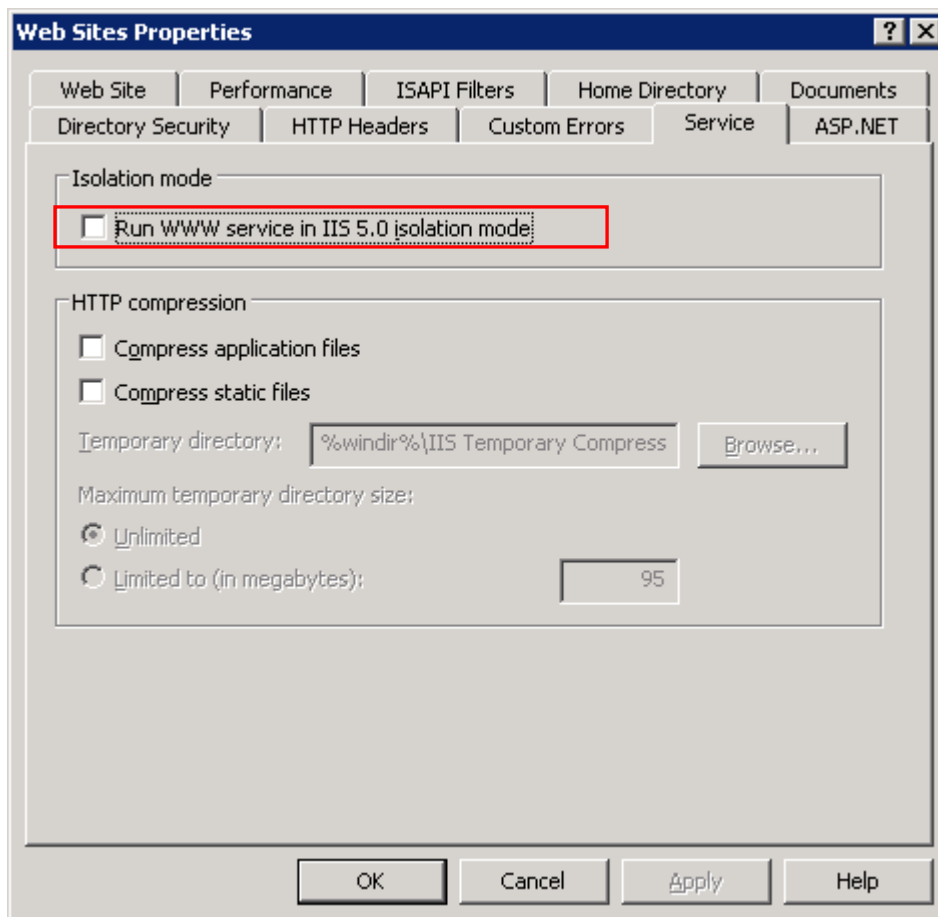 Web Sites Properties
Web Site Performance ISAPI Filters Home Directory Documents
Directory Security HTTP Headers Custom Errors Service ASP.NET
Isolation mode
Run WWW service in IIS 5.0 isolation mode
HTTP compression
Compress application files
Compress static files
Temporary directory: %windir%\IIS Temporary Compress Browse...
Maximum temporary directory size:
Unlimited
Limited to (in megabytes): 95
OK Cancel Apply Help